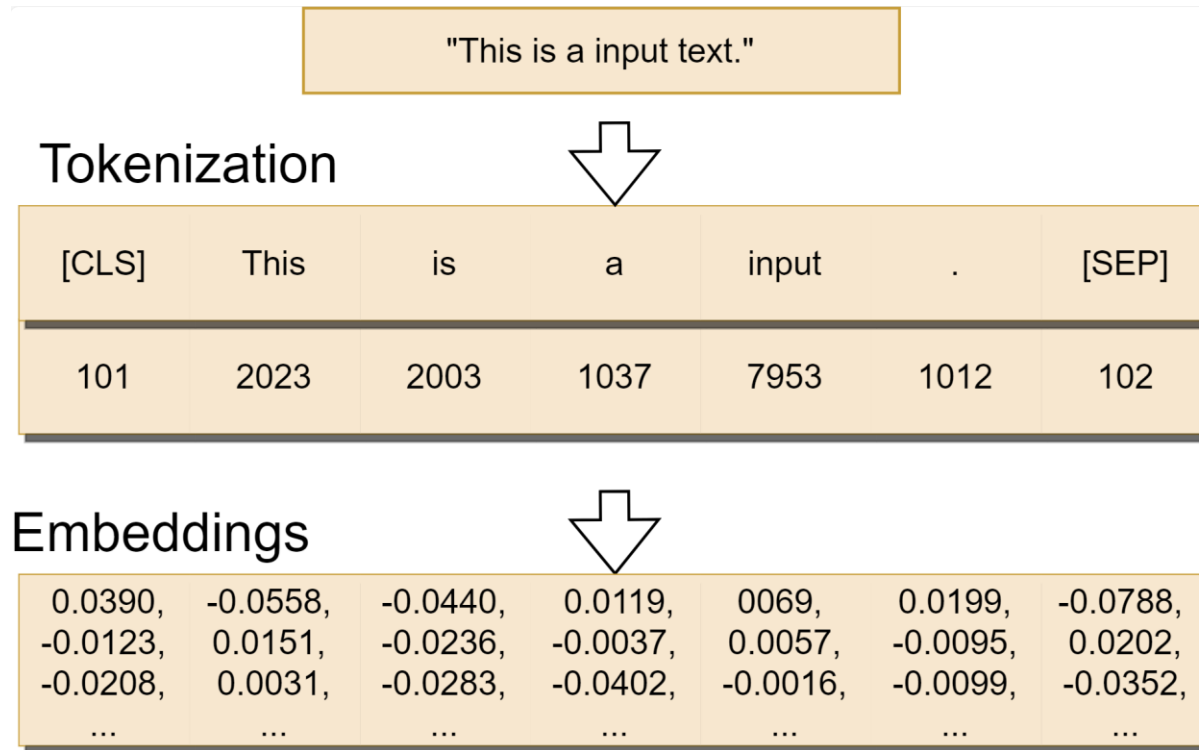 "This is a input text."
Tokenization
[CLS] This is a input . [SEP]
101 2023 2003 1037 7953 1012 102
Embeddings
0.0390, -0.0558, -0.0440, 0.0119, 0069, 0.0199, -0.0788,
-0.0123, 0.0151, -0.0236, -0.0037, 0.0057, -0.0095, 0.0202,
-0.0208, 0.0031, -0.0283, -0.0402, -0.0016, -0.0099, -0.0352,
... ... ... ... ... ... ...